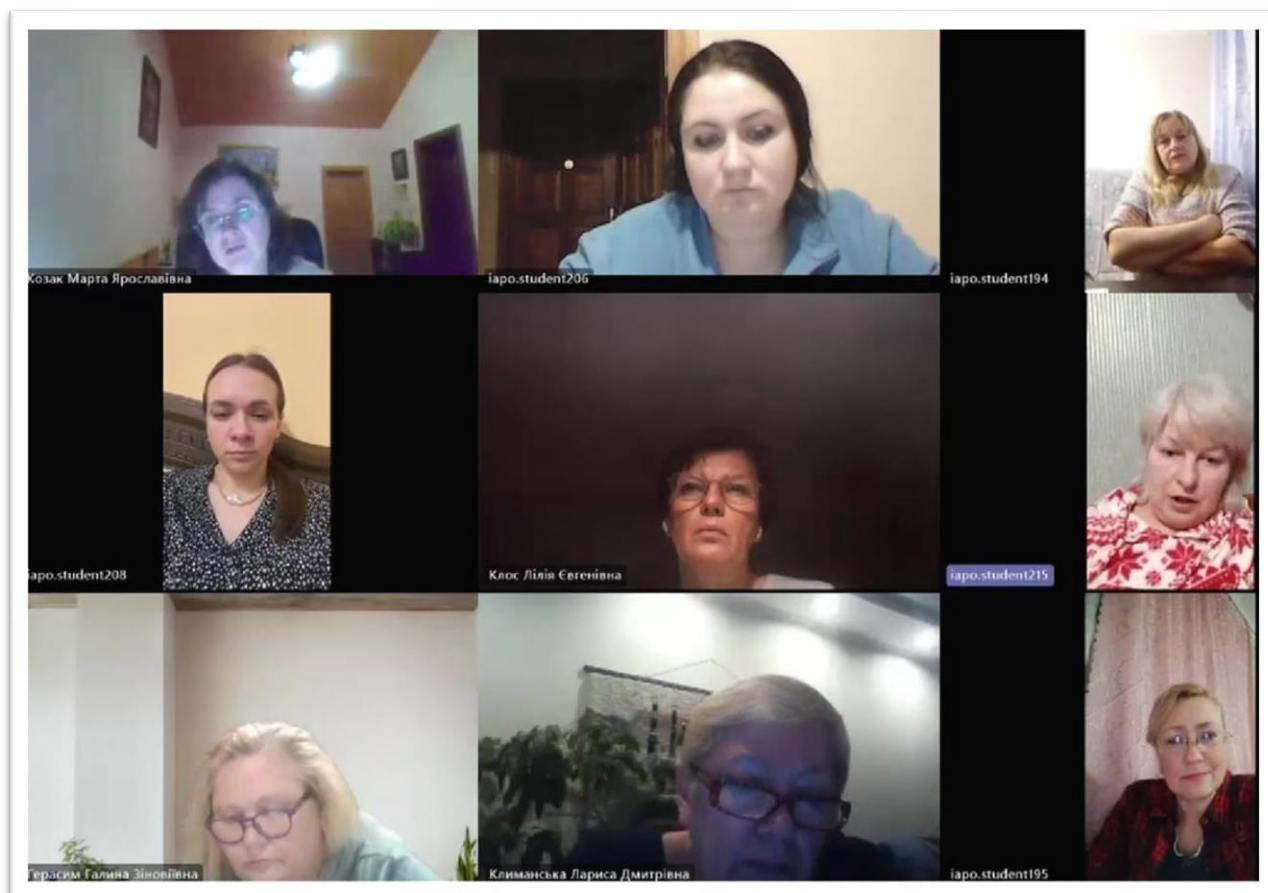 Козак Марта Ярославівна
iapo.student206
iapo.student194
iapo.student208
Клос Лілія Євгенівна
iapo.student215
Герасим Галина Зіновіївна
Климанська Лариса Дмитрівна
iapo.student195